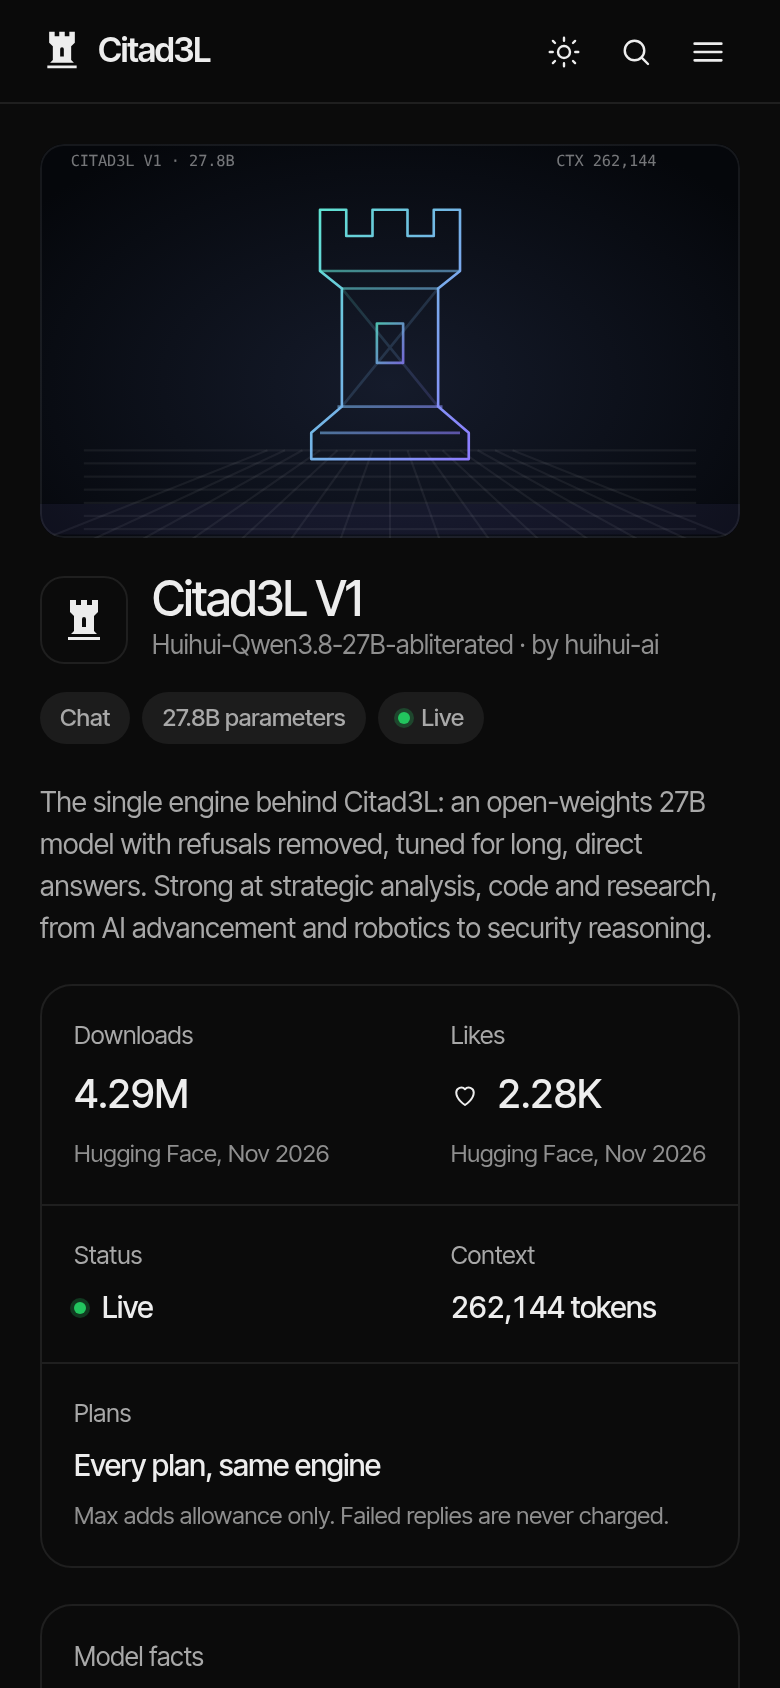 Citad3L
CITAD3L V1 · 27.8B
CTX 262,144
Citad3L V1
Huihui-Qwen3.8-27B-abliterated · by huihui-ai
Chat
27.8B parameters
Live
The single engine behind Citad3L: an open-weights 27B
model with refusals removed, tuned for long, direct
answers. Strong at strategic analysis, code and research,
from AI advancement and robotics to security reasoning.
Downloads
4.29M
Hugging Face, Nov 2026
Likes
2.28K
Hugging Face, Nov 2026
Status
Live
Context
262,144 tokens
Plans
Every plan, same engine
Max adds allowance only. Failed replies are never charged.
Model facts